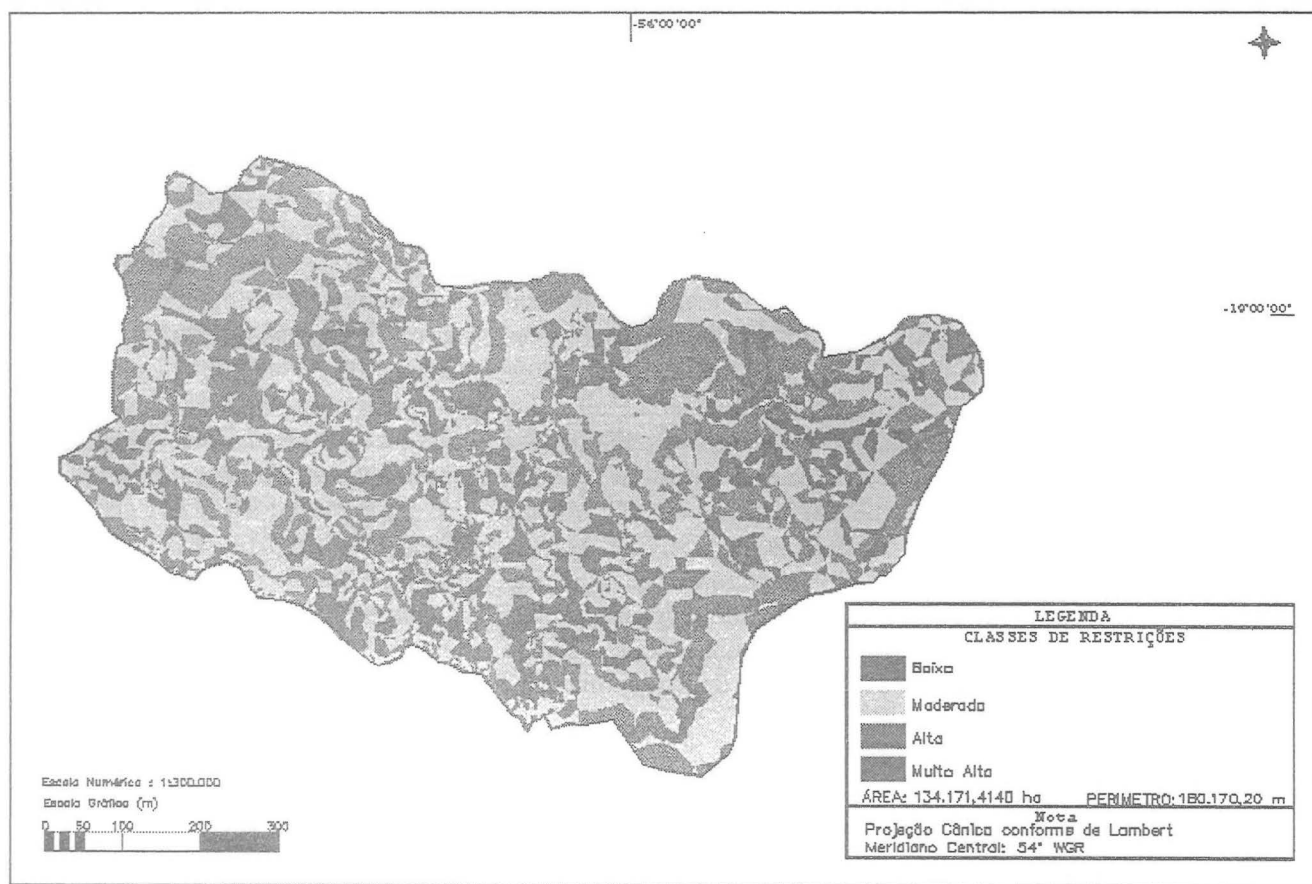 -54°00'00"
-19°00'00"
LEGENDA
CLASSES DE RESTRIÇÕES
Baixa
Moderada
Alta
Muito Alta
ÁREA: 134.171,4140 ha PERIMETRO: 180.170,20 m
Nota
Projeção Cônica conforme de Lambert
Meridiano Central: 54° WGR
Escala Numérica : 1:300.000
Escala Gráfica (m)
0 50 100 200 300